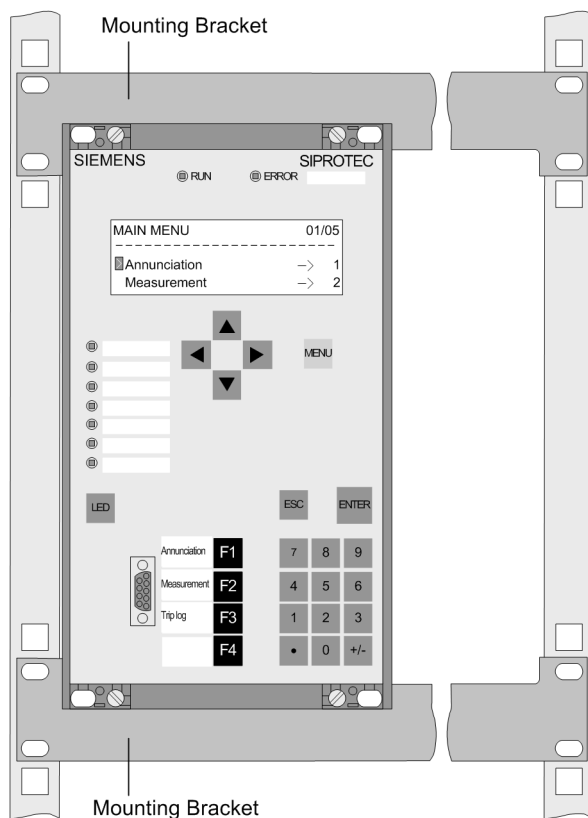 Mounting Bracket
SIEMENS SIPROTEC
RUN ERROR
MAIN MENU 01/05
Annunciation —> 1
Measurement —> 2
MENU
LED
ESC ENTER
Annunciation F1
7 8 9
Measurement F2
4 5 6
Trip log F3
1 2 3
F4
• 0 +/-
Mounting Bracket